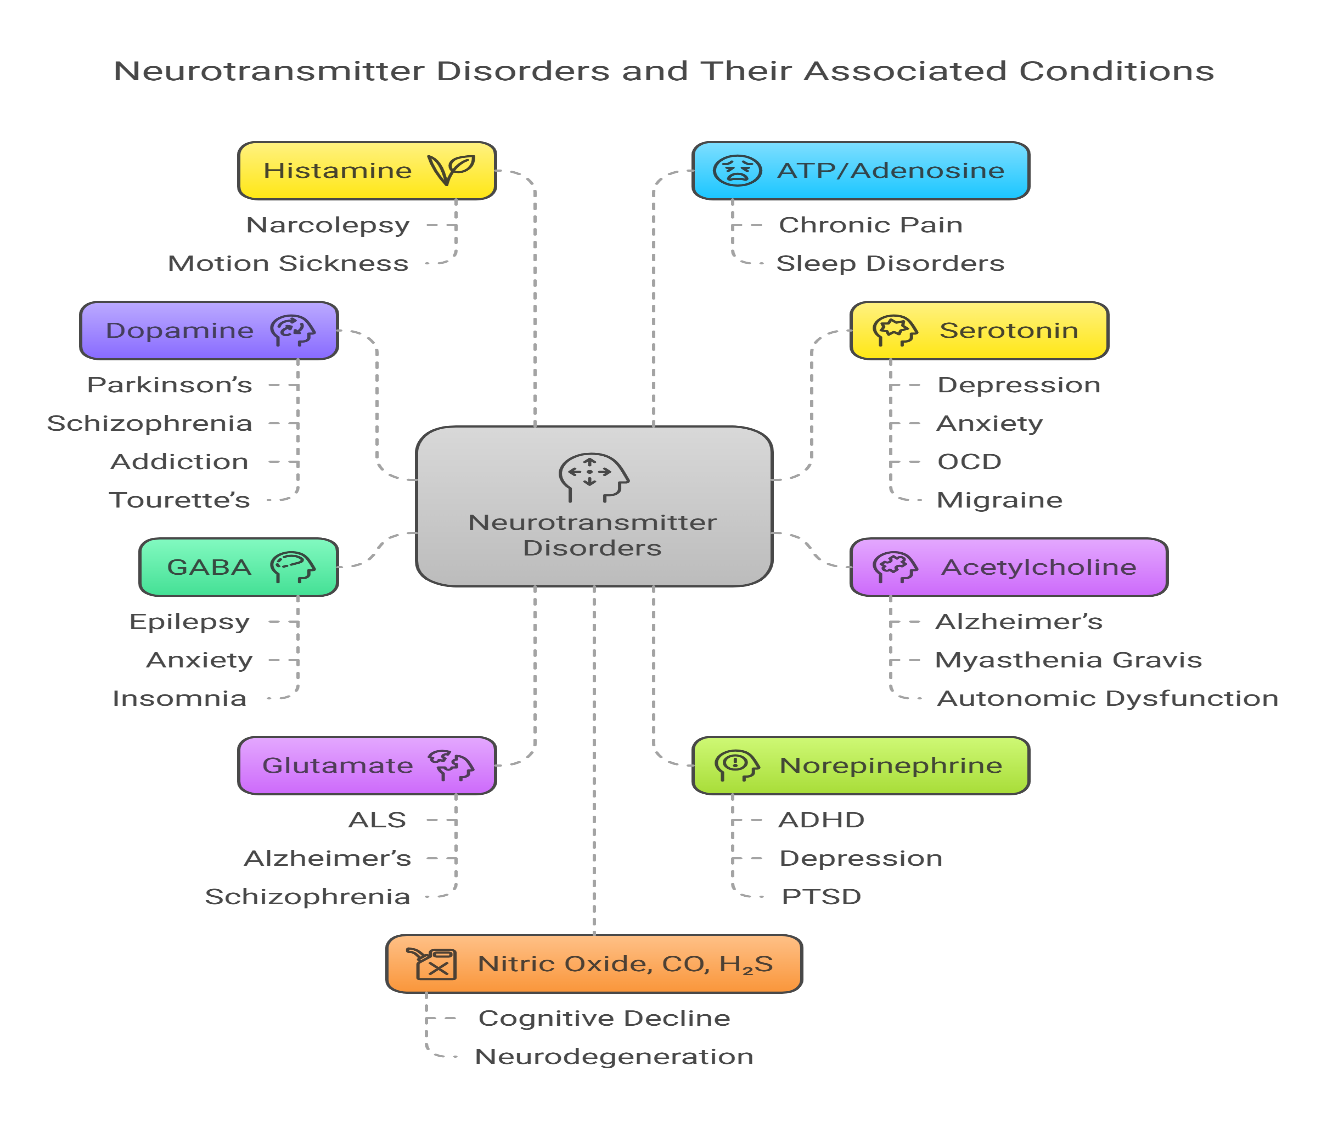 Neurotransmitter Disorders and Their Associated Conditions
Histamine
Narcolepsy
Motion Sickness
ATP/Adenosine
Chronic Pain
Sleep Disorders
Dopamine
Parkinson’s
Schizophrenia
Addiction
Tourette’s
Serotonin
Depression
Anxiety
OCD
Migraine
Neurotransmitter
Disorders
GABA
Epilepsy
Anxiety
Insomnia
Acetylcholine
Alzheimer’s
Myasthenia Gravis
Autonomic Dysfunction
Glutamate
ALS
Alzheimer’s
Schizophrenia
Norepinephrine
ADHD
Depression
PTSD
Nitric Oxide, CO, H₂S
Cognitive Decline
Neurodegeneration